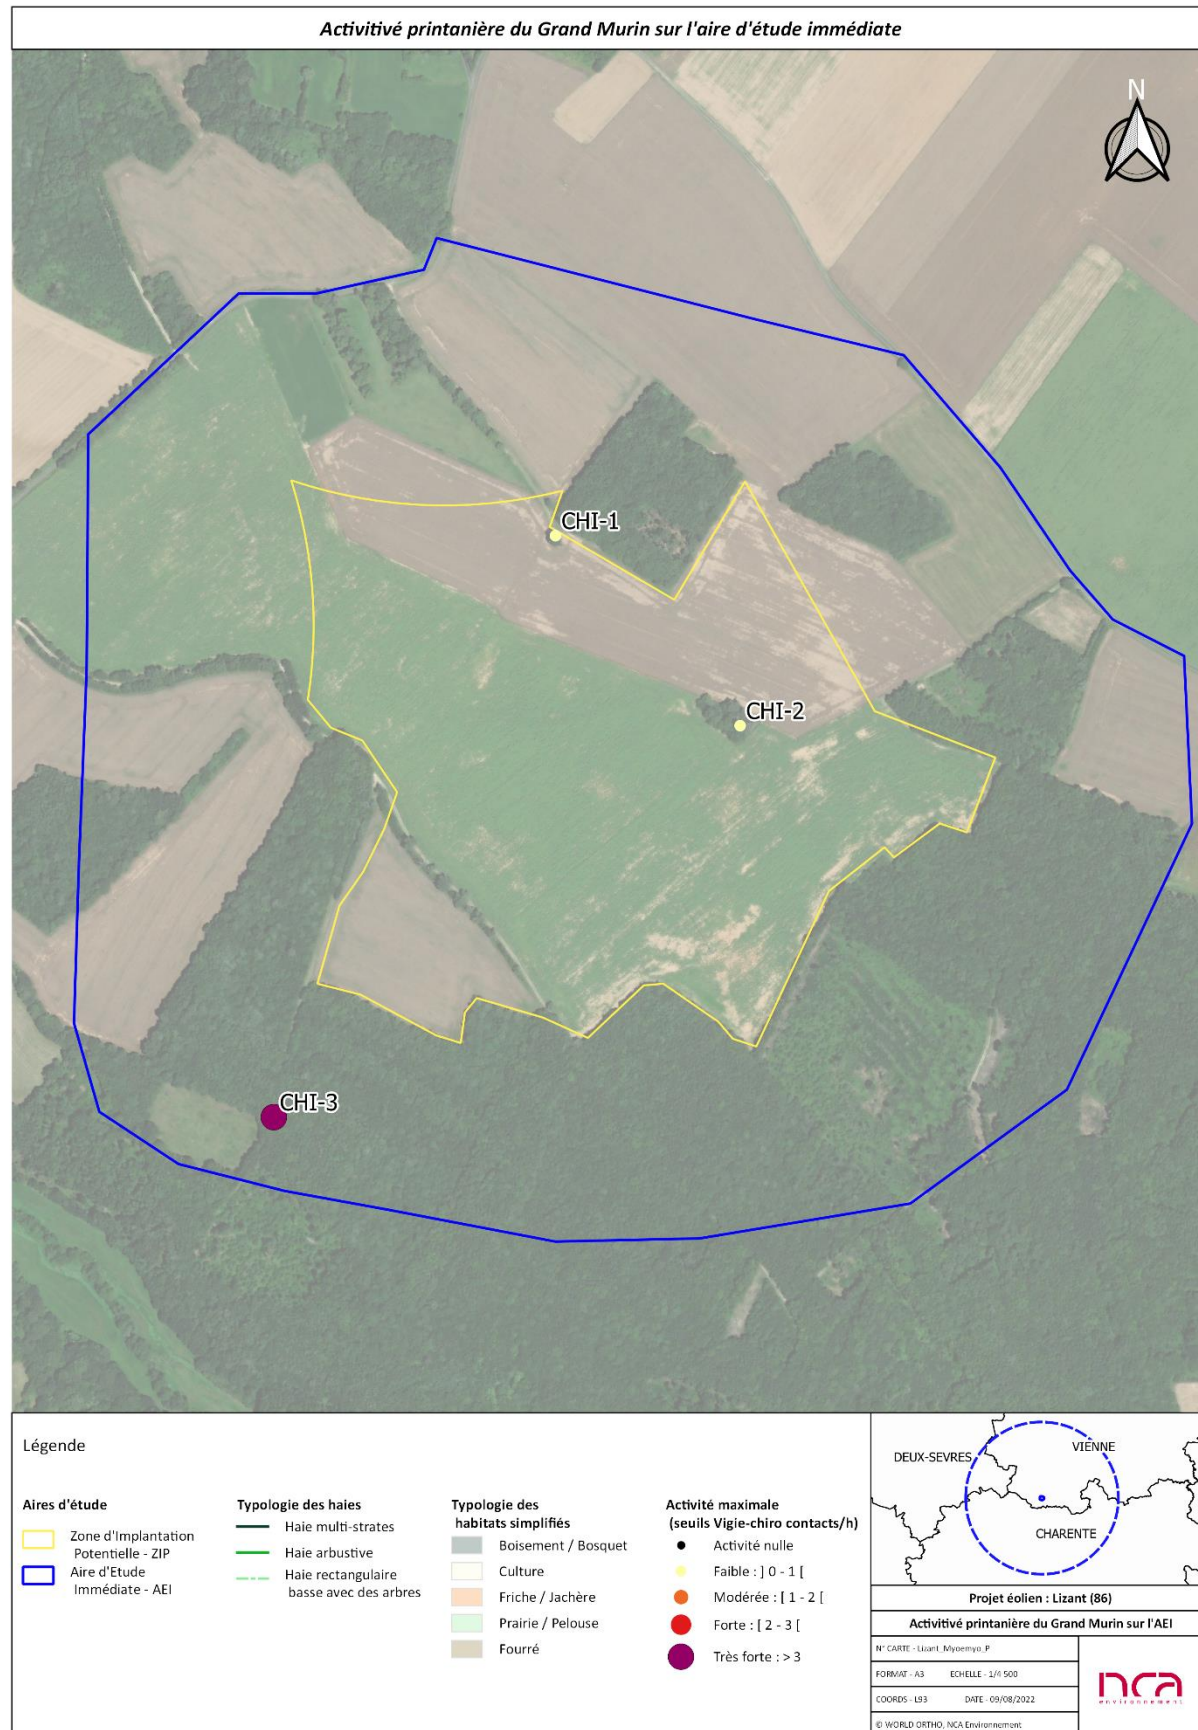 Activitivé printanière du Grand Murin sur l'aire d'étude immédiate
N
CHI-1
CHI-2
CHI-3
Légende
Aires d'étude
Zone d'Implantation
Potentielle - ZIP
Aire d'Etude
Immédiate - AEI
Typologie des haies
Haie multi-strates
Haie arbustive
Haie rectangulaire
basse avec des arbres
Typologie des
habitats simplifiés
Boisement / Bosquet
Culture
Friche / Jachère
Prairie / Pelouse
Fourré
Activité maximale
(seuils Vigie-chiro contacts/h)
Activité nulle
Faible : ] 0 - 1 [
Modérée : [ 1 - 2 [
Forte : [ 2 - 3 [
Très forte : > 3
DEUX-SEVRES
VIENNE
CHARENTE
Projet éolien : Lizant (86)
Activitivé printanière du Grand Murin sur l'AEI
N° CARTE - Lizant_Myoemyo_P
FORMAT - A3 ECHELLE - 1/4 500
COORDS - L93 DATE - 09/08/2022
© WORLD ORTHO, NCA Environnement
nca
environnement